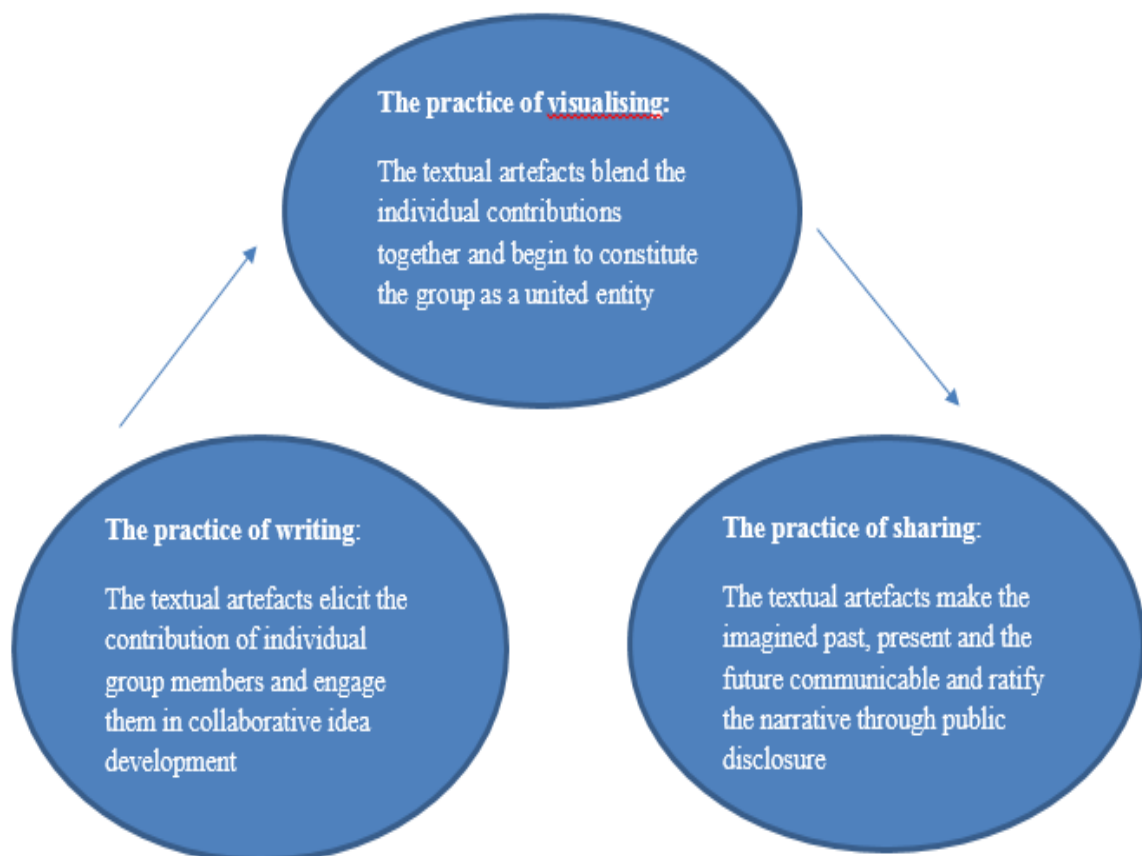 The practice of visualising:
The textual artefacts blend the
individual contributions
together and begin to constitute
the group as a united entity
The practice of writing:
The textual artefacts elicit the
contribution of individual
group members and engage
them in collaborative idea
development
The practice of sharing:
The textual artefacts make the
imagined past, present and the
future communicable and ratify
the narrative through public
disclosure